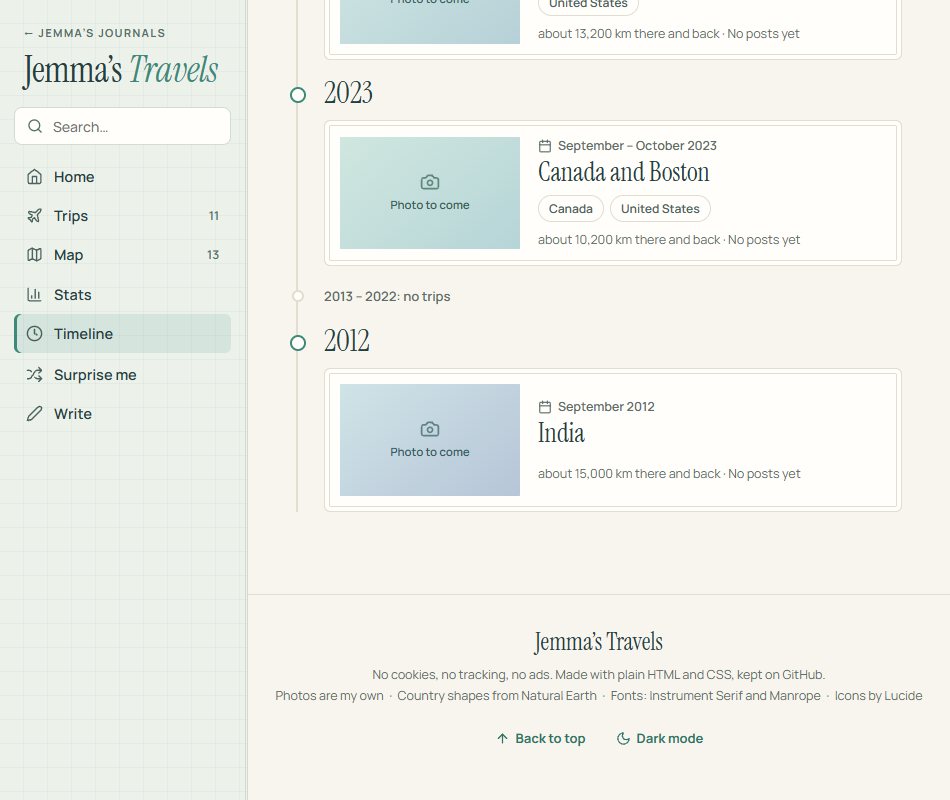 ← JEMMA'S JOURNALS
Jemma's Travels
Search...
Home
Trips 11
Map 13
Stats
Timeline
Surprise me
Write
United States
about 13,200 km there and back · No posts yet
2023
Photo to come
September – October 2023
Canada and Boston
Canada United States
about 10,200 km there and back · No posts yet
2013 – 2022: no trips
2012
Photo to come
September 2012
India
about 15,000 km there and back · No posts yet
Jemma's Travels
No cookies, no tracking, no ads. Made with plain HTML and CSS, kept on GitHub.
Photos are my own · Country shapes from Natural Earth · Fonts: Instrument Serif and Manrope · Icons by Lucide
Back to top Dark mode